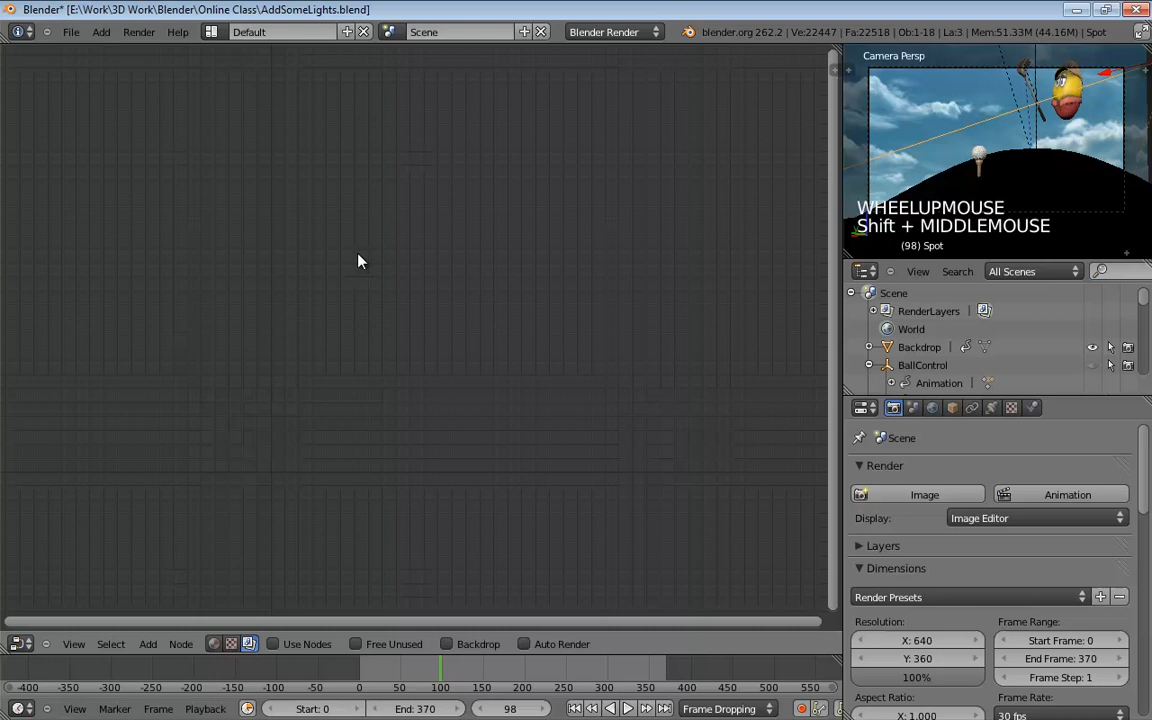 Blender* [E:\Work\3D Work\Blender\Online Class\AddSomeLights.blend]
File Add Render Help Default Scene Blender Render blender.org 262.2 | Ve:22447 | Fa:22518 | Ob:1-18 | La:3 | Mem:51.33M (44.16M) | Spot
Camera Persp
WHEELUPMOUSE
Shift + MIDDLEMOUSE
(98) Spot
View Search All Scenes
Scene
RenderLayers
World
Backdrop
BallControl
Animation
Scene
Render
Image Animation
Display: Image Editor
Layers
Dimensions
Render Presets
Resolution: Frame Range:
X: 640 Start Frame: 0
Y: 360 End Frame: 370
100% Frame Step: 1
Aspect Ratio: Frame Rate:
X: 1.000 30 fps
View Select Add Node Use Nodes Free Unused Backdrop Auto Render
-400 -350 -300 -250 -200 -150 -100 -50 0 50 100 150 200 250 300 350 400 450 500 550
View Marker Frame Playback Start: 0 End: 370 98 Frame Dropping